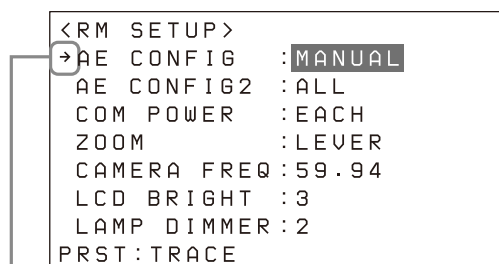 <RM SETUP>
→AE CONFIG :MANUAL
AE CONFIG2 :ALL
COM POWER :EACH
ZOOM :LEVER
CAMERA FREQ:59.94
LCD BRIGHT :3
LAMP DIMMER:2
PRST:TRACE